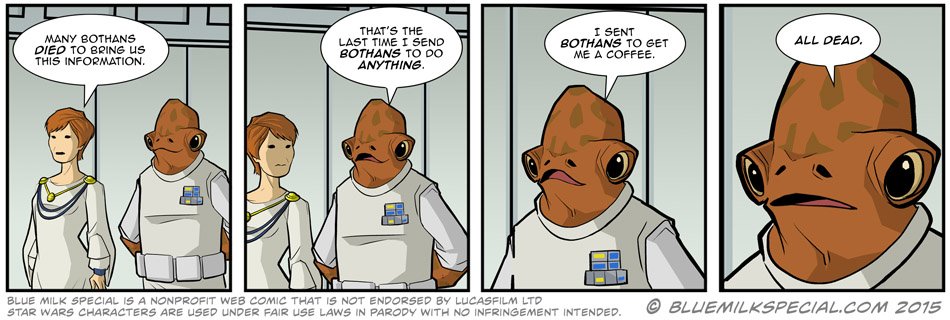 MANY BOTHANS
DIED TO BRING US
THIS INFORMATION.
THAT'S THE
LAST TIME I SEND
BOTHANS TO DO
ANYTHING.
I SENT
BOTHANS TO GET
ME A COFFEE.
ALL DEAD.
BLUE MILK SPECIAL IS A NONPROFIT WEB COMIC THAT IS NOT ENDORSED BY LUCASFILM LTD
STAR WARS CHARACTERS ARE USED UNDER FAIR USE LAWS IN PARODY WITH NO INFRINGEMENT INTENDED.
© BLUEMILKSPECIAL.COM 2015